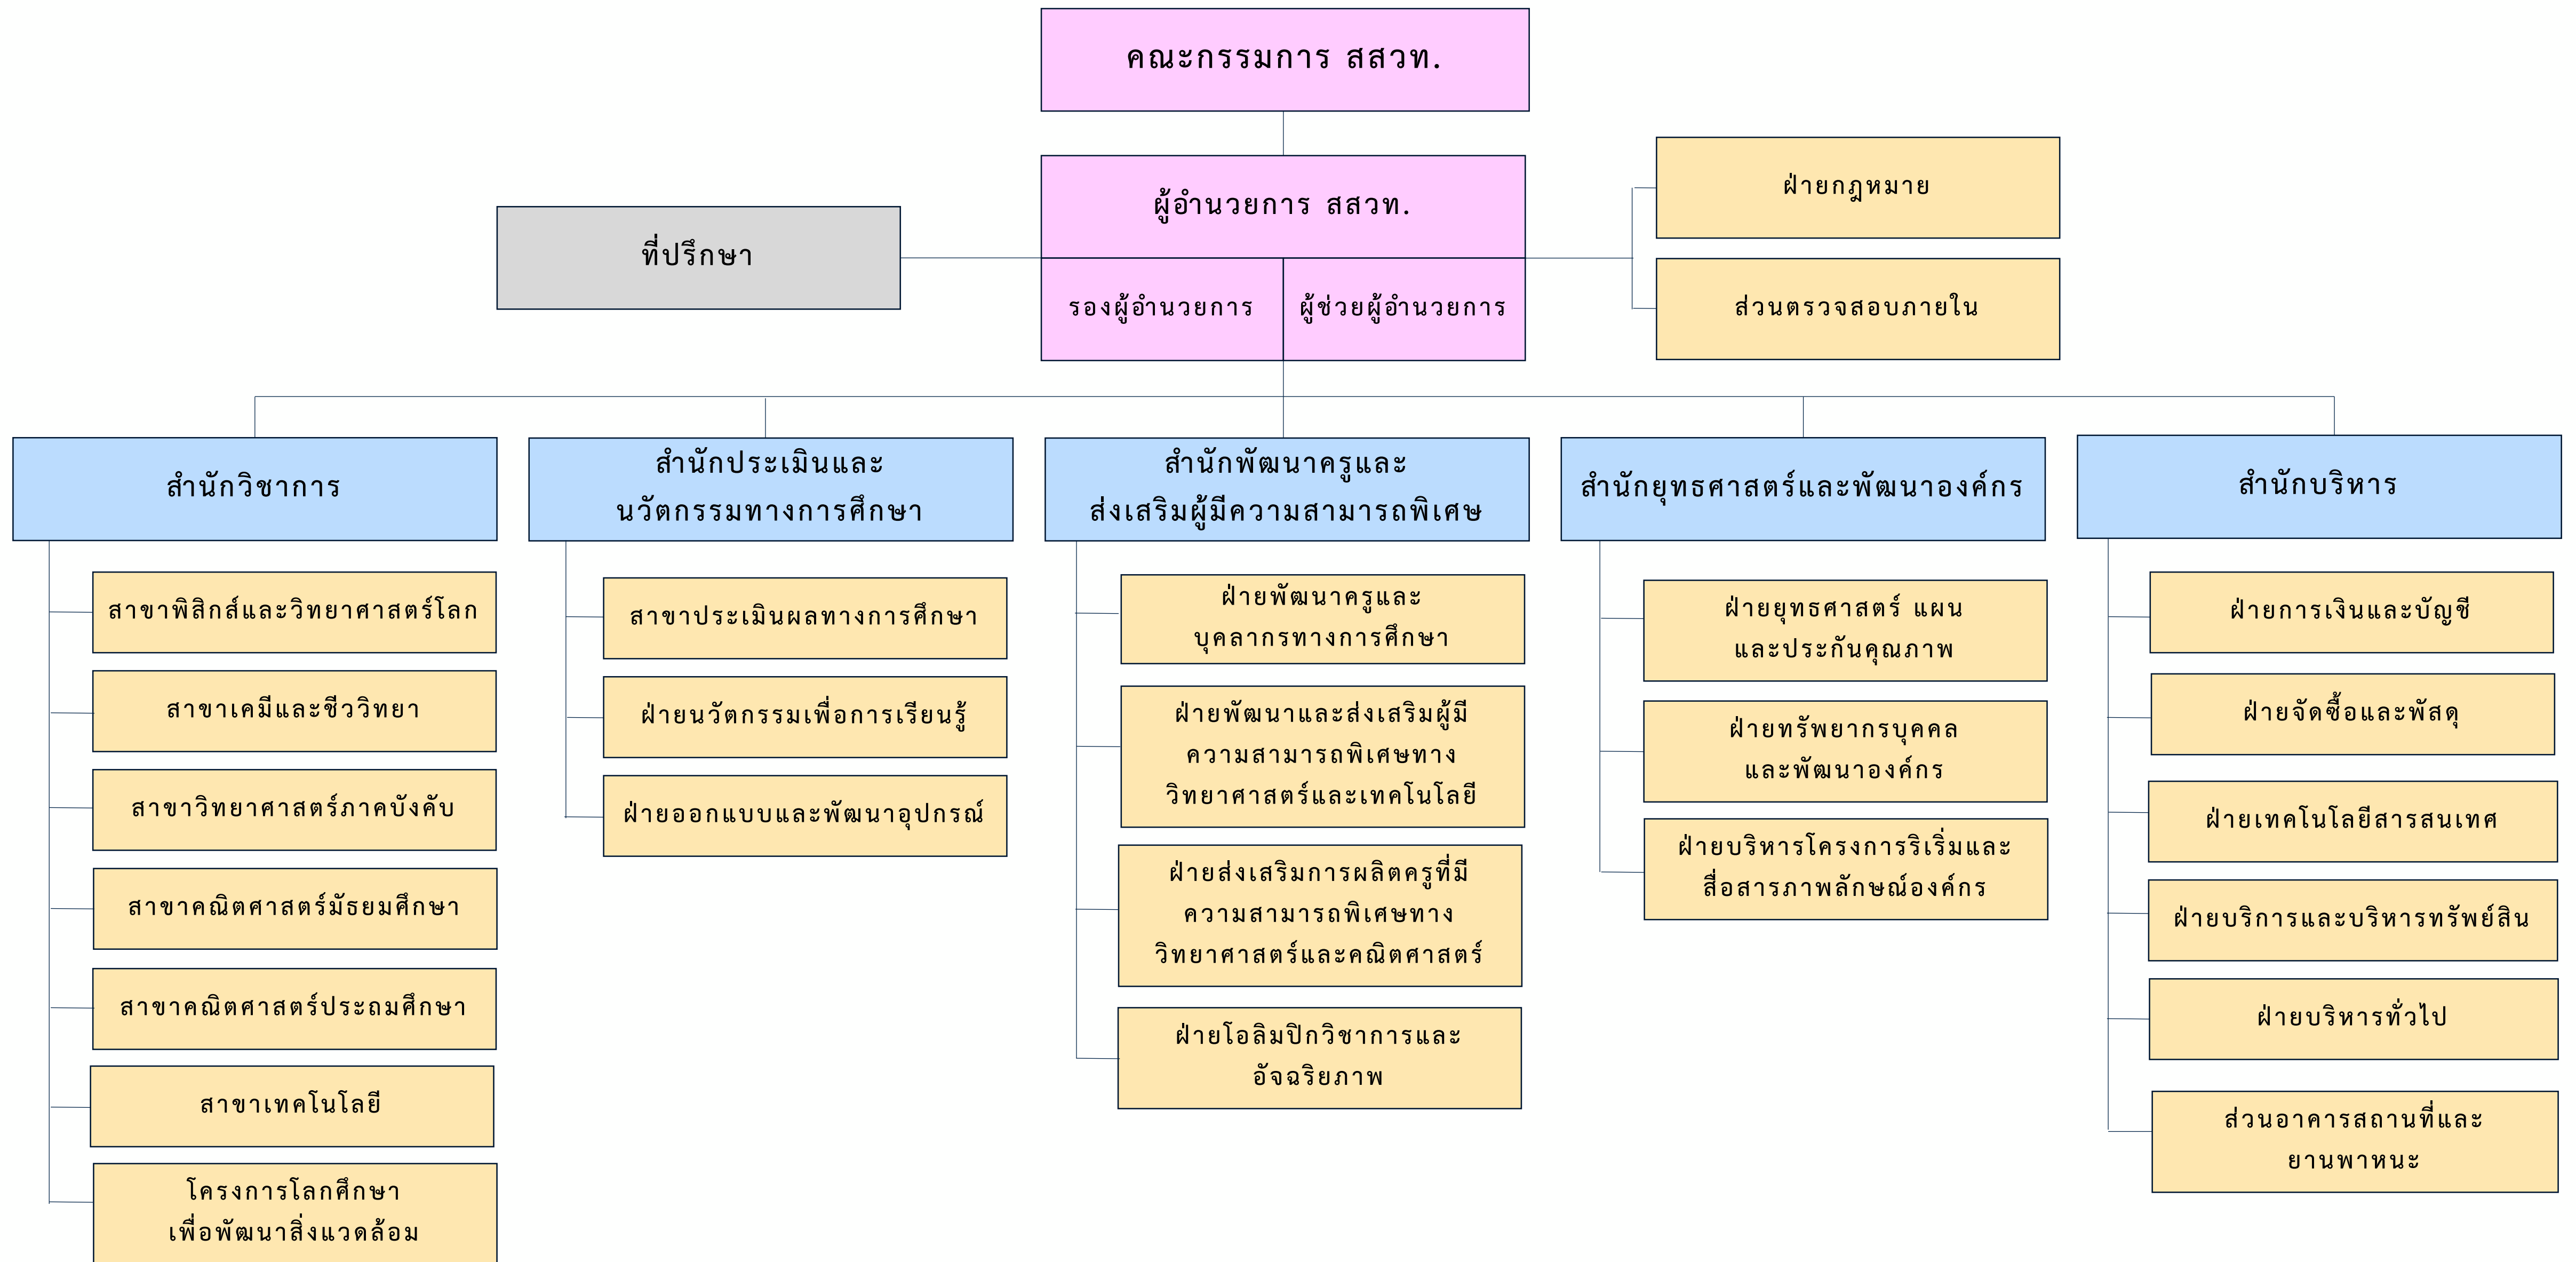 คณะกรรมการ สสวท.
ผู้อำนวยการ สสวท.
ที่ปรึกษา
รองผู้อำนวยการ
ผู้ช่วยผู้อำนวยการ
ฝ่ายกฎหมาย
ส่วนตรวจสอบภายใน
สำนักวิชาการ
สาขาพิสิกส์และวิทยาศาสตร์โลก
สาขาเคมีและชีววิทยา
สาขาวิทยาศาสตร์ภาคบังคับ
สาขาคณิตศาสตร์มัธยมศึกษา
สาขาคณิตศาสตร์ประถมศึกษา
สาขาเทคโนโลยี
โครงการโลกศึกษา
เพื่อพัฒนาสิ่งแวดล้อม
สำนักประเมินและ
นวัตกรรมทางการศึกษา
สาขาประเมินผลทางการศึกษา
ฝ่ายนวัตกรรมเพื่อการเรียนรู้
ฝ่ายออกแบบและพัฒนาอุปกรณ์
สำนักพัฒนาครูและ
ส่งเสริมผู้มีความสามารถพิเศษ
ฝ่ายพัฒนาครูและ
บุคลากรทางการศึกษา
ฝ่ายพัฒนาและส่งเสริมผู้มี
ความสามารถพิเศษทาง
วิทยาศาสตร์และเทคโนโลยี
ฝ่ายส่งเสริมการผลิตครูที่มี
ความสามารถพิเศษทาง
วิทยาศาสตร์และคณิตศาสตร์
ฝ่ายโอลิมปิกวิชาการและ
อัจฉริยภาพ
สำนักยุทธศาสตร์และพัฒนาองค์กร
ฝ่ายยุทธศาสตร์ แผน
และประกันคุณภาพ
ฝ่ายทรัพยากรบุคคล
และพัฒนาองค์กร
ฝ่ายบริหารโครงการริเริ่มและ
สื่อสารภาพลักษณ์องค์กร
สำนักบริหาร
ฝ่ายการเงินและบัญชี
ฝ่ายจัดซื้อและพัสดุ
ฝ่ายเทคโนโลยีสารสนเทศ
ฝ่ายบริการและบริหารทรัพย์สิน
ฝ่ายบริหารทั่วไป
ส่วนอาคารสถานที่และ
ยานพาหนะ